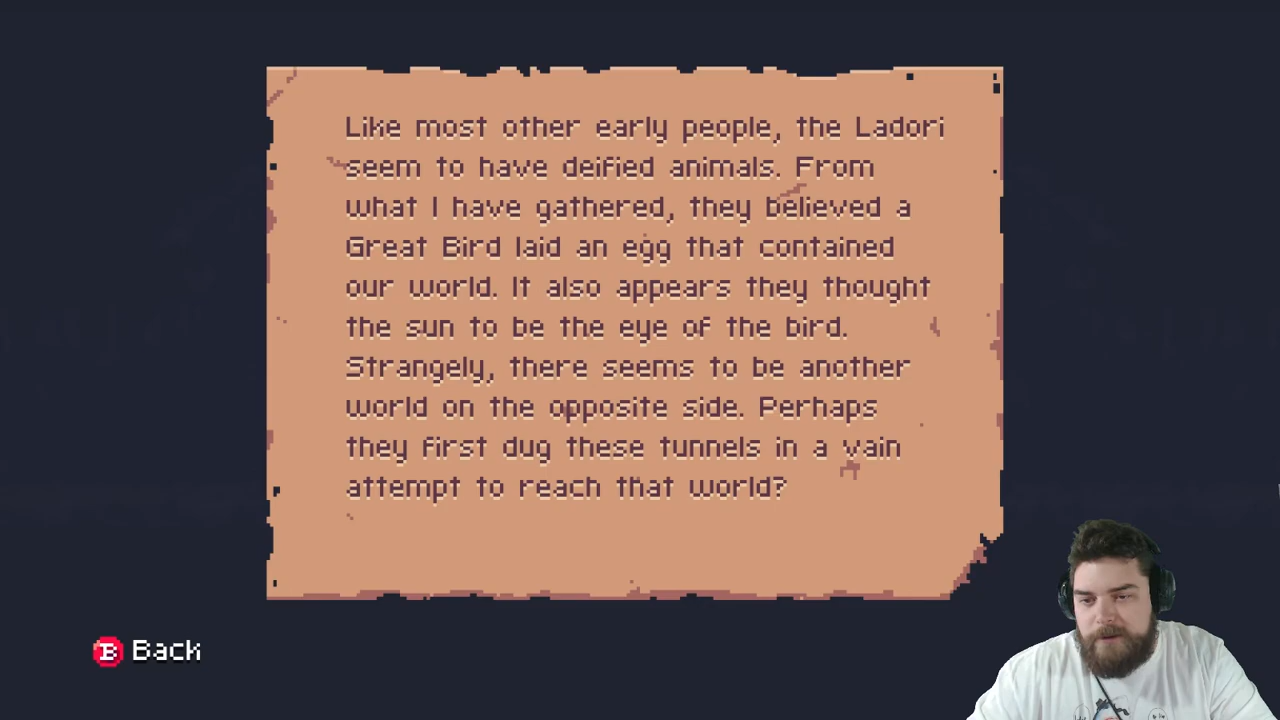 Like most other early people, the Ladori
seem to have deified animals. From
what I have gathered, they believed a
Great Bird laid an egg that contained
our world. It also appears they thought
the sun to be the eye of the bird.
Strangely, there seems to be another
world on the opposite side. Perhaps
they first dug these tunnels in a vain
attempt to reach that world?
B Back